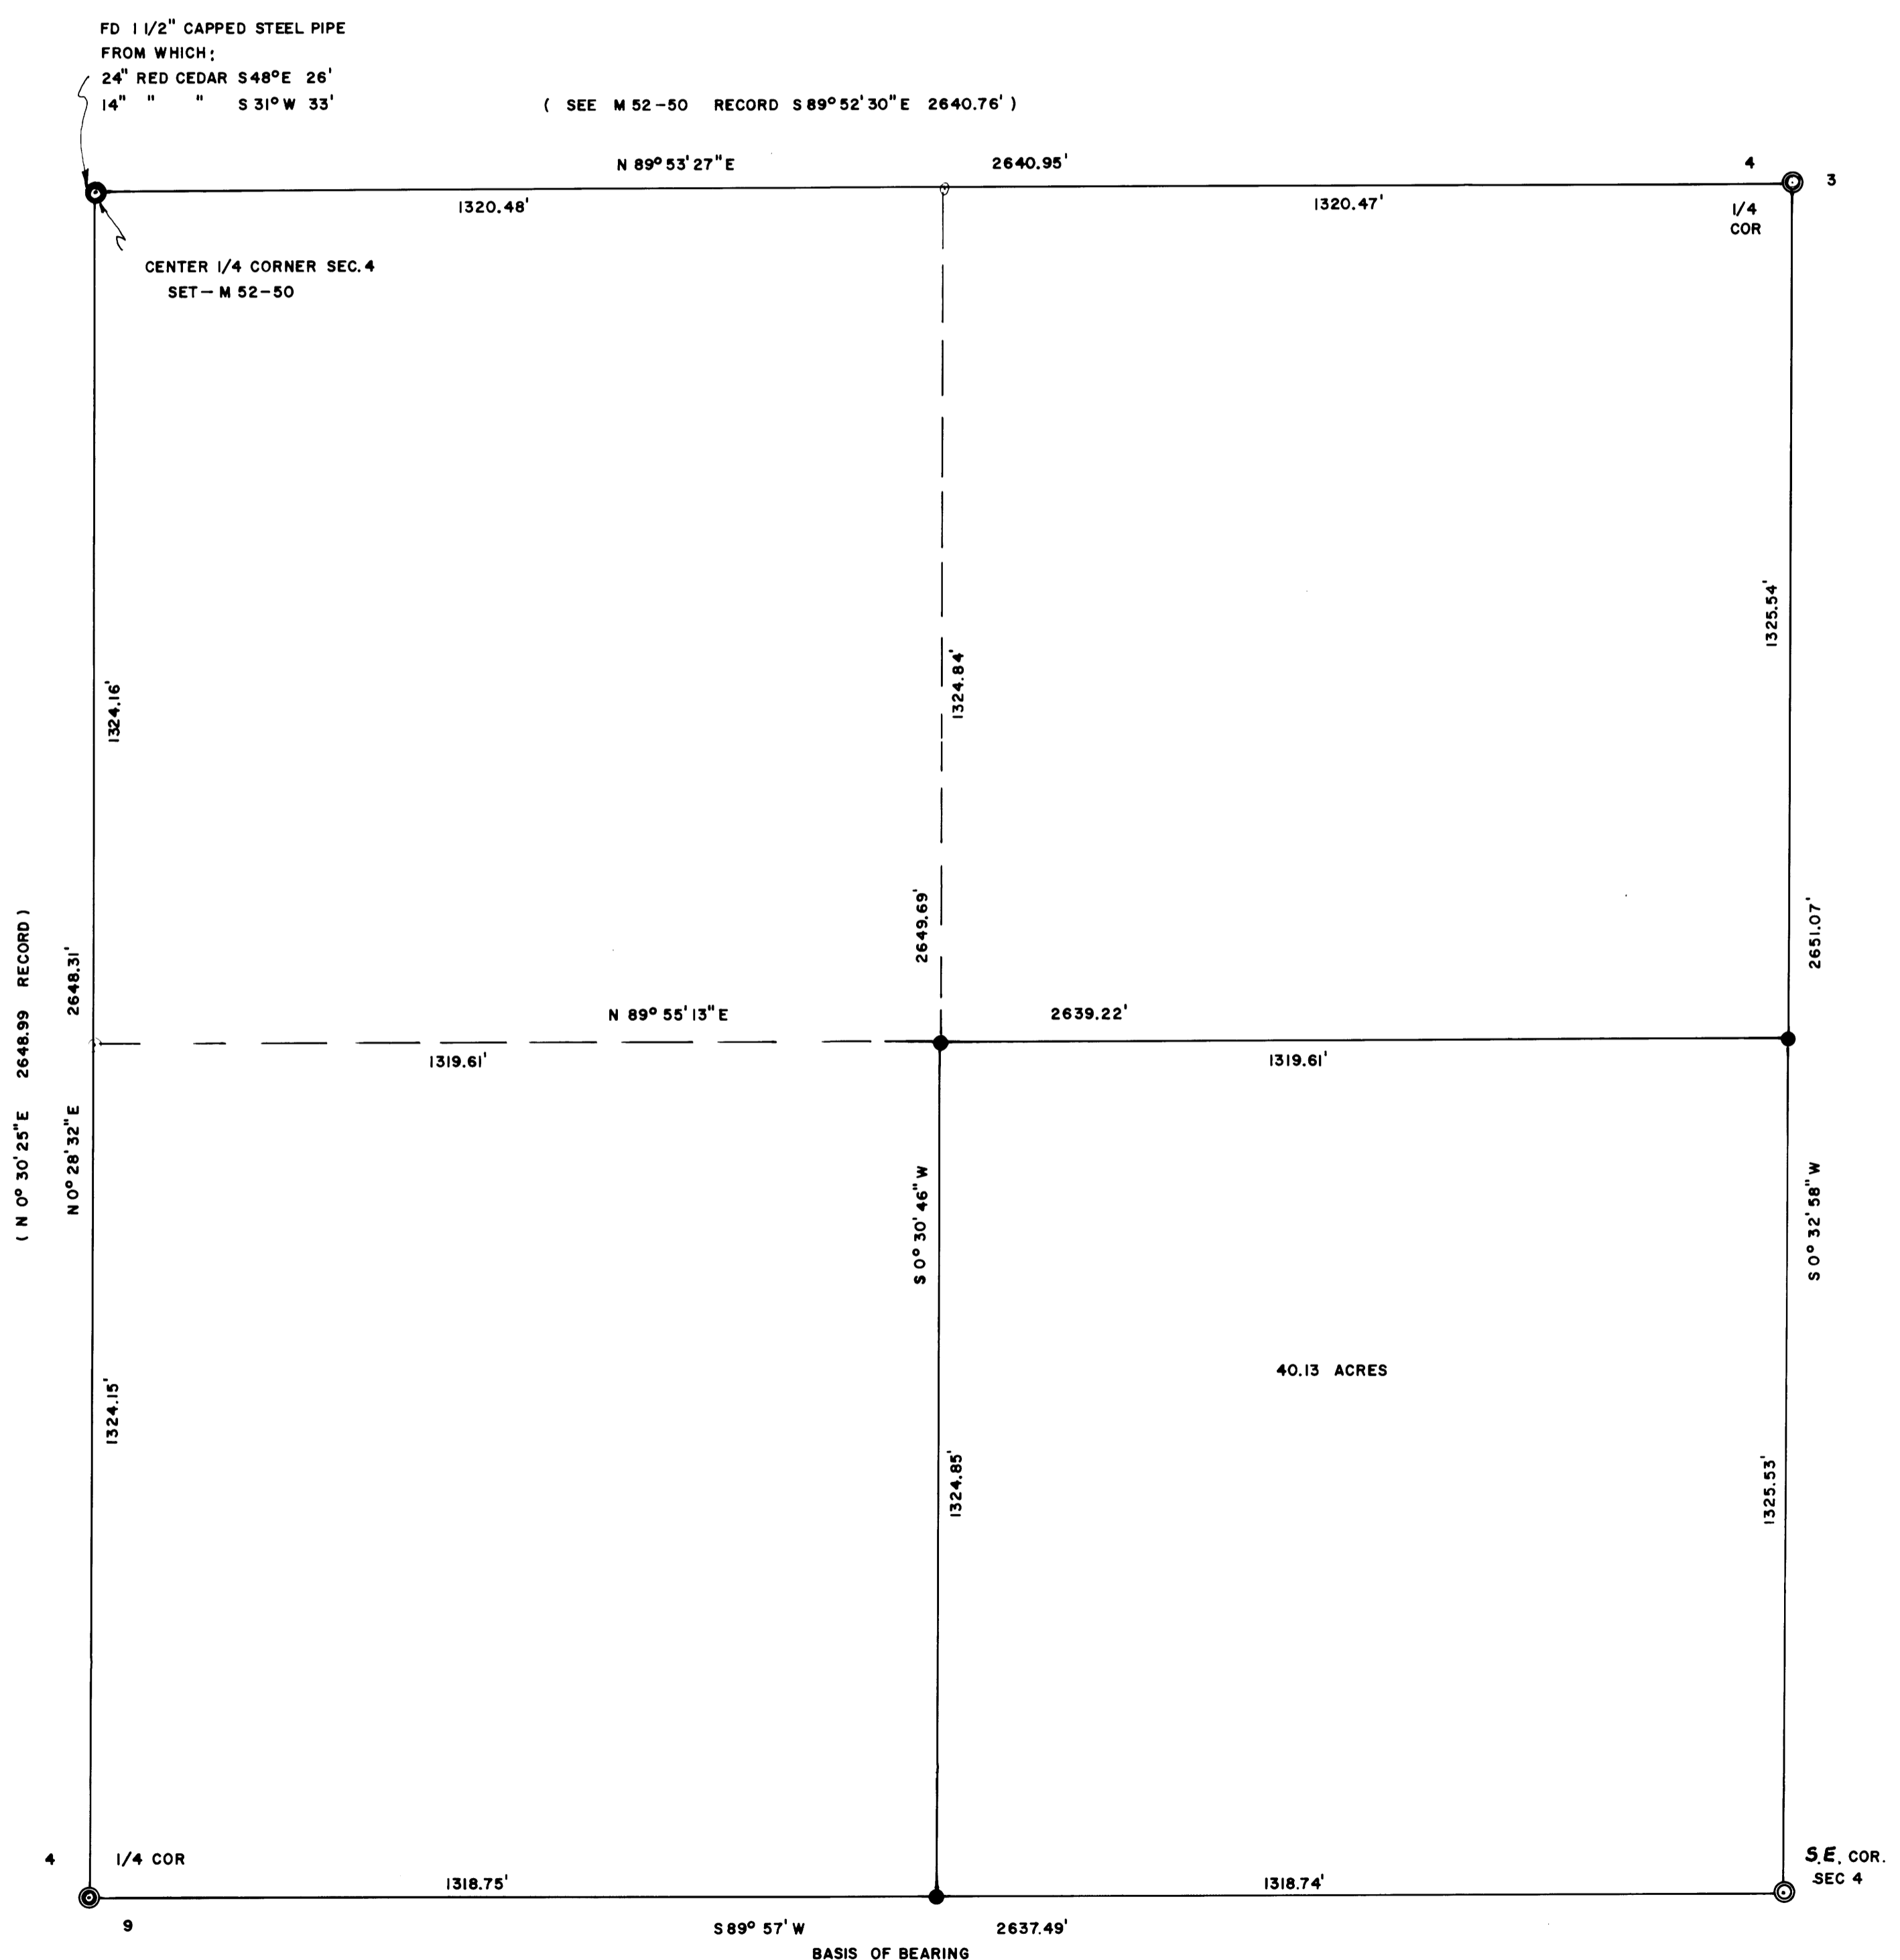 FD 1 1/2" CAPPED STEEL PIPE
FROM WHICH:
24" RED CEDAR S 48° E 26'
14" " " S 31° W 33'
( SEE M 52-50 RECORD S 89° 52' 30" E 2640.76' )
N 89° 53' 27" E 2640.95'
4 3
1320.48' 1320.47'
1/4
COR
CENTER 1/4 CORNER SEC. 4
SET - M 52-50
1324.16'
1324.84'
1325.54'
( N 0° 30' 25" E 2648.99 RECORD )
N 0° 28' 32" E 2648.31'
2649.69'
2651.07'
N 89° 55' 13" E 2639.22'
1319.61' 1319.61'
S 0° 30' 46" W
S 0° 32' 58" W
40.13 ACRES
1324.15'
1324.85'
1325.53'
4 1/4 COR
S.E. COR.
SEC 4
1318.75' 1318.74'
9
S 89° 57' W 2637.49'
BASIS OF BEARING